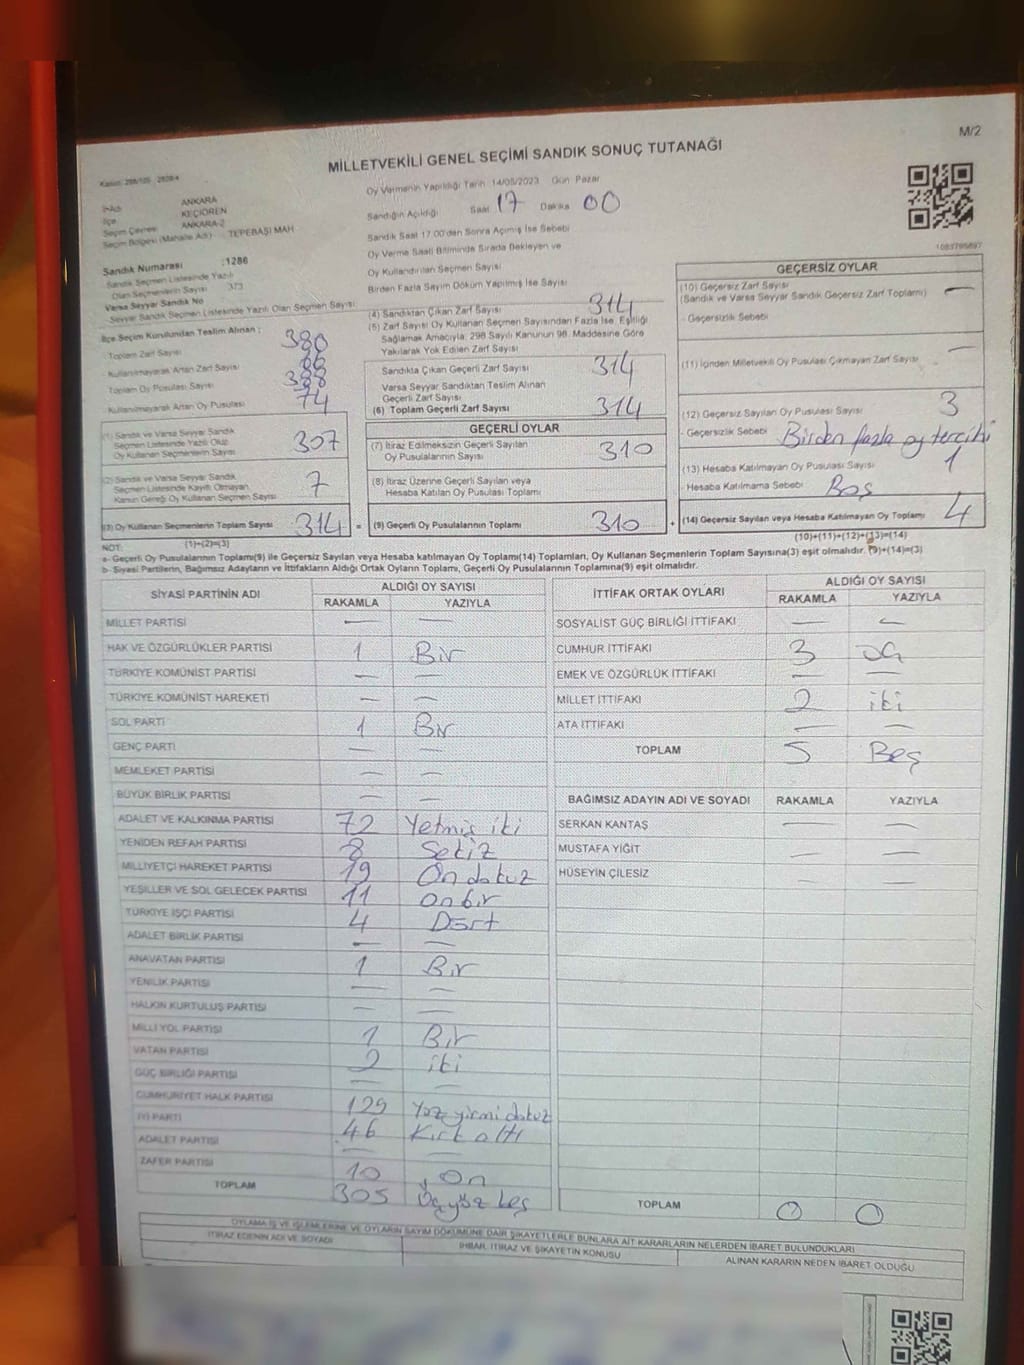 M/2
MİLLETVEKİLİ GENEL SEÇİMİ SANDIK SONUÇ TUTANAĞI
Oy Vermenin Yapıldığı Tarih 14/05/2023 Gün Pazar
İli Adı ANKARA
İlçe KEÇİÖREN
Seçim Çevresi ANKARA-2
Seçim Bölgesi (Mahalle Adı) TEPEBAŞI MAH
Sandığın Açıldığı Saat 17 Dakika 00
Sandık Saat 17:00'den Sonra Açılmış İse Sebebi
Oy Verme Saati Bitiminde Sırada Bekleyen ve
Oy Kullandırılan Seçmen Sayısı
Birden Fazla Sayım Döküm Yapılmış İse Sayısı
Sandık Numarası :1286
Sandık Seçmen Listesinde Yazılı
Olan Seçmenlerin Sayısı 373
Varsa Seyyar Sandık No
Seyyar Sandık Seçmen Listesinde Yazılı Olan Seçmen Sayısı
İlçe Seçim Kurulundan Teslim Alınan :
- Toplam Zarf Sayısı 380
- Kullanılmayarak Artan Zarf Sayısı 66
Toplam Oy Pusulası Sayısı 388
- Kullanılmayarak Artan Oy Pusulası 74
(1) Sandık ve Varsa Seyyar Sandık
Seçmen Listesinde Yazılı Olup
Oy Kullanan Seçmenlerin Sayısı 307
(2) Sandık ve Varsa Seyyar Sandık
Seçmen Listesinde Kayıtlı Olmayan
Kanun Gereği Oy Kullanan Seçmen Sayısı 7
(3) Oy Kullanan Seçmenlerin Toplam Sayısı 314 =
(1)+(2)=(3)
(4) Sandıktan Çıkan Zarf Sayısı 314
(5) Zarf Sayısı Oy Kullanan Seçmen Sayısından Fazla İse, Eşitliği
Sağlamak Amacıyla; 298 Sayılı Kanunun 98. Maddesine Göre
Yakılarak Yok Edilen Zarf Sayısı
Sandıkta Çıkan Geçerli Zarf Sayısı 314
Varsa Seyyar Sandıktan Teslim Alınan
Geçerli Zarf Sayısı
(6) Toplam Geçerli Zarf Sayısı 314
GEÇERLİ OYLAR
(7) İtiraz Edilmeksizin Geçerli Sayılan
Oy Pusulalarının Sayısı 310
(8) İtiraz Üzerine Geçerli Sayılan veya
Hesaba Katılan Oy Pusulası Toplamı
(9) Geçerli Oy Pusulalarının Toplamı 310 +
GEÇERSİZ OYLAR
(10) Geçersiz Zarf Sayısı —
(Sandık ve Varsa Seyyar Sandık Geçersiz Zarf Toplamı)
- Geçersizlik Sebebi
(11) İçinden Milletvekili Oy Pusulası Çıkmayan Zarf Sayısı —
(12) Geçersiz Sayılan Oy Pusulası Sayısı 3
- Geçersizlik Sebebi Birden fazla oy tercihi
(13) Hesaba Katılmayan Oy Pusulası Sayısı 1
- Hesaba Katılmama Sebebi Boş
(14) Geçersiz Sayılan veya Hesaba Katılmayan Oy Toplamı 4
(10)+(11)+(12)+(13)=(14)
NOT:
a- Geçerli Oy Pusulalarının Toplamı(9) ile Geçersiz Sayılan veya Hesaba katılmayan Oy Toplamı(14) Toplamları, Oy Kullanan Seçmenlerin Toplam Sayısına(3) eşit olmalıdır. (9)+(14)=(3)
b- Siyasi Partilerin, Bağımsız Adayların ve İttifakların Aldığı Ortak Oyların Toplamı, Geçerli Oy Pusulalarının Toplamına(9) eşit olmalıdır.
SİYASİ PARTİNİN ADI ALDIĞI OY SAYISI
RAKAMLA YAZIYLA
MİLLET PARTİSİ — —
HAK VE ÖZGÜRLÜKLER PARTİSİ 1 Bir
TÜRKİYE KOMÜNİST PARTİSİ — —
TÜRKİYE KOMÜNİST HAREKETİ — —
SOL PARTİ 1 Bir
GENÇ PARTİ — —
MEMLEKET PARTİSİ — —
BÜYÜK BİRLİK PARTİSİ — —
ADALET VE KALKINMA PARTİSİ 72 Yetmiş iki
YENİDEN REFAH PARTİSİ 8 Sekiz
MİLLİYETÇİ HAREKET PARTİSİ 19 On dokuz
YEŞİLLER VE SOL GELECEK PARTİSİ 11 On bir
TÜRKİYE İŞÇİ PARTİSİ 4 Dört
ADALET BİRLİK PARTİSİ — —
ANAVATAN PARTİSİ 1 Bir
YENİLİK PARTİSİ — —
HALKIN KURTULUŞ PARTİSİ — —
MİLLİ YOL PARTİSİ 1 Bir
VATAN PARTİSİ 2 iki
GÜÇ BİRLİĞİ PARTİSİ — —
CUMHURİYET HALK PARTİSİ 129 Yüz yirmi dokuz
İYİ PARTİ 46 Kırk altı
ADALET PARTİSİ — —
ZAFER PARTİSİ 10 On
TOPLAM 305 Üç yüz beş
İTTİFAK ORTAK OYLARI ALDIĞI OY SAYISI
RAKAMLA YAZIYLA
SOSYALİST GÜÇ BİRLİĞİ İTTİFAKI — —
CUMHUR İTTİFAKI 3 üç
EMEK VE ÖZGÜRLÜK İTTİFAKI — —
MİLLET İTTİFAKI 2 iki
ATA İTTİFAKI — —
TOPLAM 5 Beş
BAĞIMSIZ ADAYIN ADI VE SOYADI RAKAMLA YAZIYLA
SERKAN KANTAŞ — —
MUSTAFA YİĞİT — —
HÜSEYİN ÇİLESİZ — —
TOPLAM 0 0
OYLAMA İŞ VE İŞLEMLERİNE VE OYLARIN SAYIM DÖKÜMÜNE DAİR ŞİKAYETLERLE BUNLARA AİT KARARLARIN NELERDEN İBARET BULUNDUKLARI
İTİRAZ EDENİN ADI VE SOYADI
İHBAR, İTİRAZ VE ŞİKAYETİN KONUSU
ALINAN KARARIN NEDEN İBARET OLDUĞU